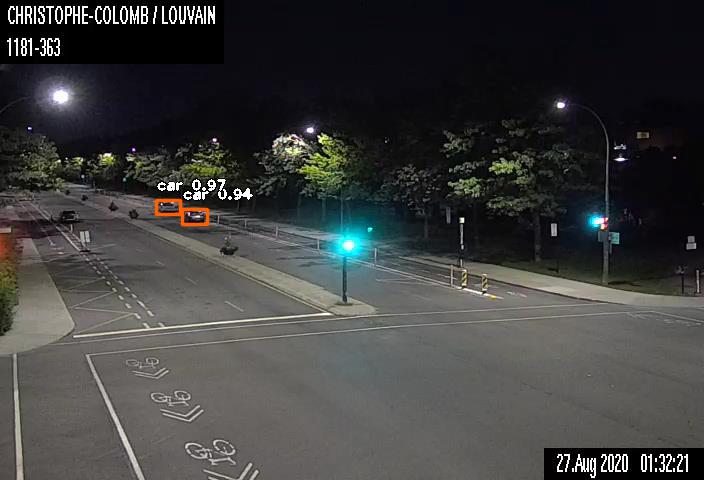 CHRISTOPHE-COLOMB / LOUVAIN
1181-363
car 0.97
car 0.94
27.Aug 2020 01:32:21